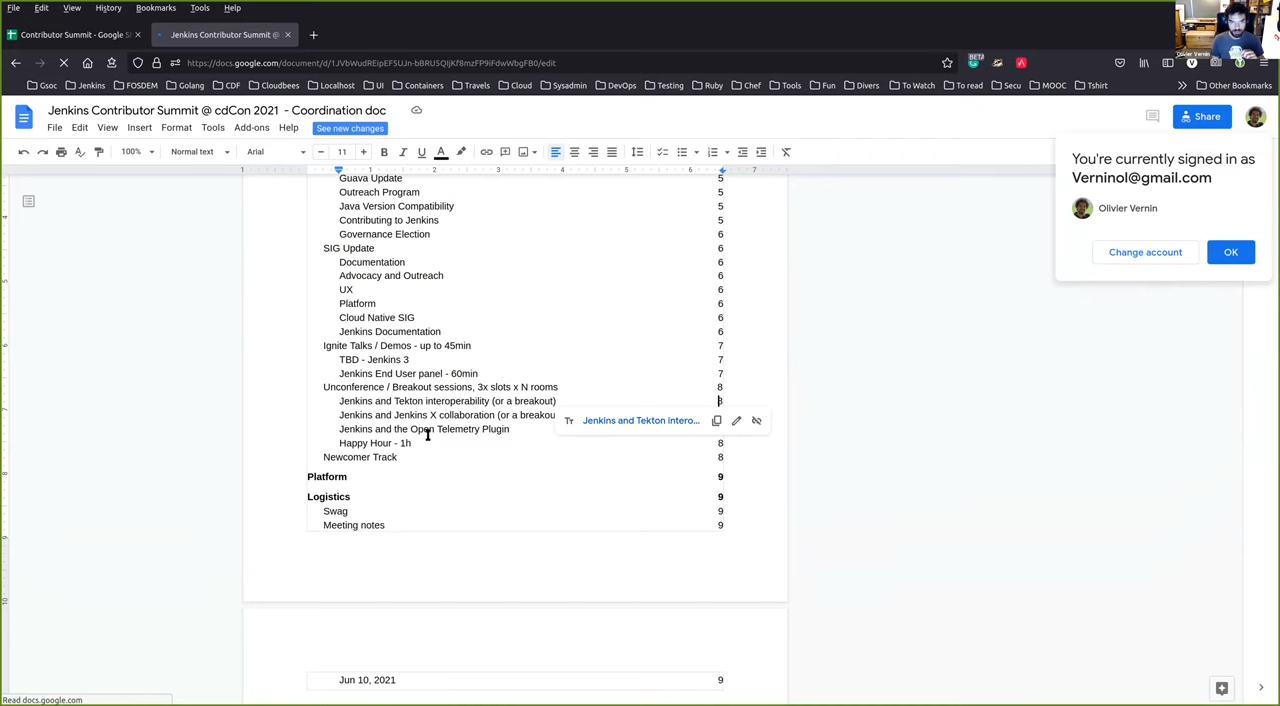 File Edit View History Bookmarks Tools Help
Contributor Summit - Google S
Jenkins Contributor Summit @
https://docs.google.com/document/d/1JVbWudREipEF5UJn-bBRU5QIjKf8mzFP9lFdwWbgFB0/edit
BETA
Gsoc Jenkins FOSDEM Golang CDF Cloudbees Localhost UI Containers Travels Cloud Sysadmin DevOps Testing Ruby Chef Tools Fun Divers To Watch To read Secu MOOC Tshirt Other Bookmarks
Olivier Vernin
Jenkins Contributor Summit @ cdCon 2021 - Coordination doc
File Edit View Insert Format Tools Add-ons Help See new changes
Share
100% Normal text Arial 11
You're currently signed in as
Verninol@gmail.com
Olivier Vernin
Change account OK
Guava Update 5
Outreach Program 5
Java Version Compatibility 5
Contributing to Jenkins 5
Governance Election 6
SIG Update 6
Documentation 6
Advocacy and Outreach 6
UX 6
Platform 6
Cloud Native SIG 6
Jenkins Documentation 6
Ignite Talks / Demos - up to 45min 7
TBD - Jenkins 3 7
Jenkins End User panel - 60min 7
Unconference / Breakout sessions, 3x slots x N rooms 8
Jenkins and Tekton interoperability (or a breakout) 8
Jenkins and Jenkins X collaboration (or a breakou
Tt Jenkins and Tekton intero...
Jenkins and the Open Telemetry Plugin
Happy Hour - 1h 8
Newcomer Track 8
Platform 9
Logistics 9
Swag 9
Meeting notes 9
Jun 10, 2021 9
Read docs.google.com